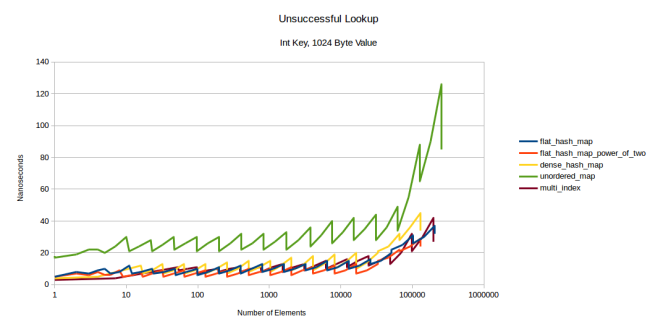 Unsuccessful Lookup
Int Key, 1024 Byte Value
140
120
100
80
60
40
20
0
Nanoseconds
1
10
100
1000
10000
100000
1000000
Number of Elements
flat_hash_map
flat_hash_map_power_of_two
dense_hash_map
unordered_map
multi_index